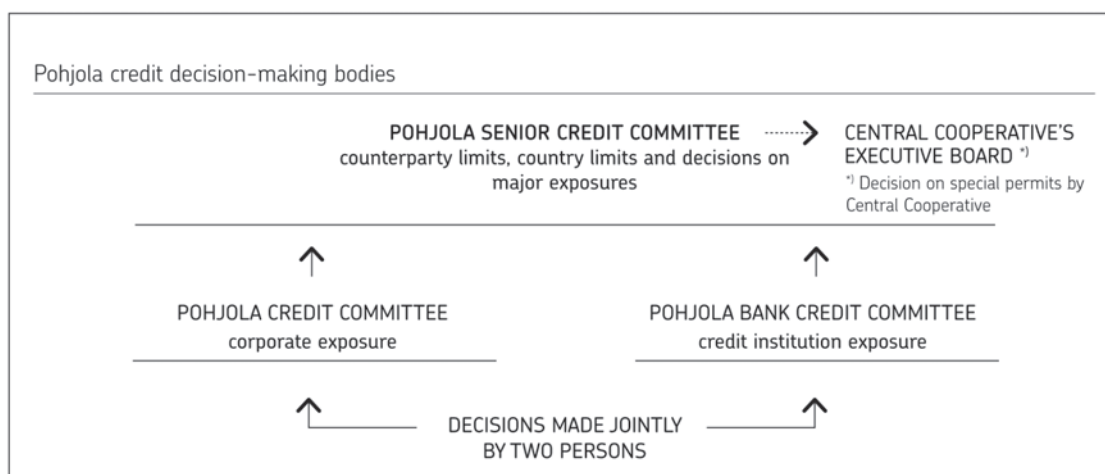 Pohjola credit decision-making bodies
POHJOLA SENIOR CREDIT COMMITTEE
counterparty limits, country limits and decisions on
major exposures
CENTRAL COOPERATIVE'S
EXECUTIVE BOARD *)
*) Decision on special permits by
Central Cooperative
POHJOLA CREDIT COMMITTEE
corporate exposure
POHJOLA BANK CREDIT COMMITTEE
credit institution exposure
DECISIONS MADE JOINTLY
BY TWO PERSONS